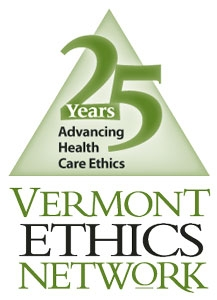 25
Years
Advancing
Health
Care Ethics
VERMONT
ETHICS
NETWORK